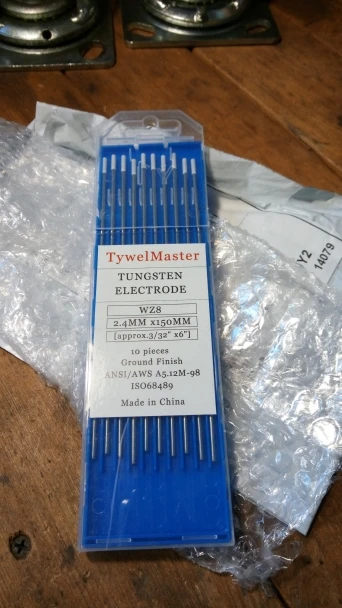 TywelMaster
TUNGSTEN
ELECTRODE
WZ8
2.4MM x150MM
[approx.3/32" x6"]
10 pieces
Ground Finish
ANSI/AWS A5.12M-98
ISO68489
Made in China
Y2
14079